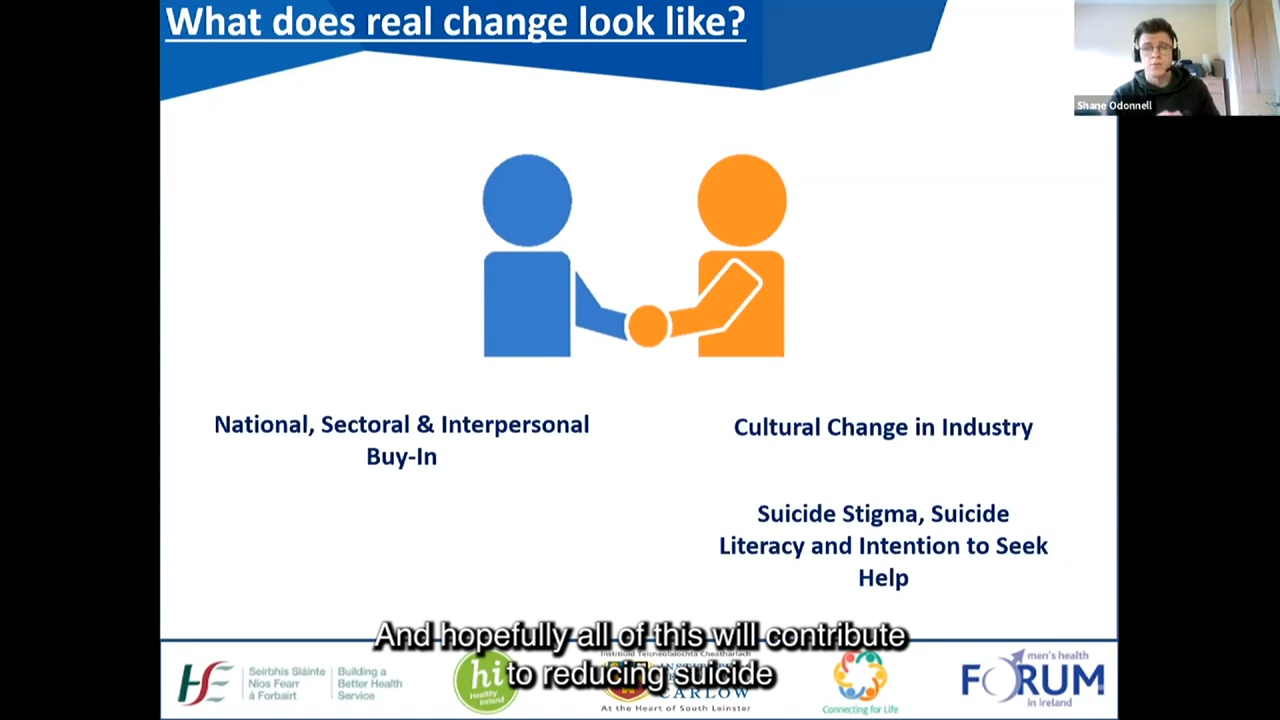 What does real change look like?
Shane Odonnell
National, Sectoral & Interpersonal
Buy-In
Cultural Change in Industry
Suicide Stigma, Suicide
Literacy and Intention to Seek
Help
And hopefully all of this will contribute
to reducing suicide
Seirbhís Sláinte
Níos Fearr
á Forbairt
Building a
Better Health
Service
hi
Healthy
Ireland
CARLOW
At the Heart of South Leinster
Connecting for Life
men's health
FORUM
in Ireland